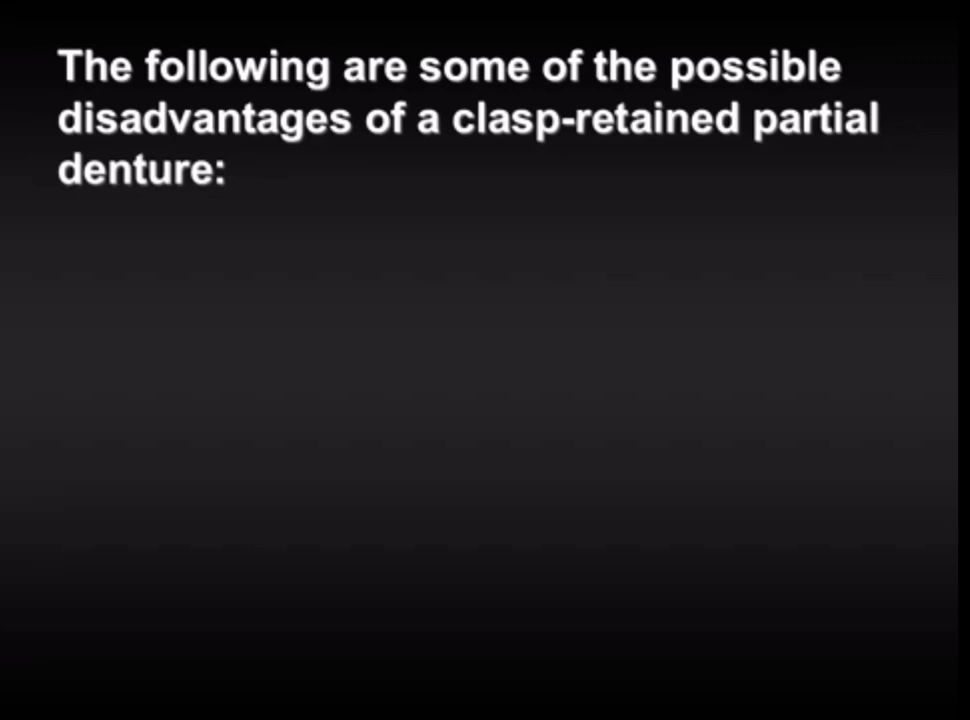 The following are some of the possible
disadvantages of a clasp-retained partial
denture: